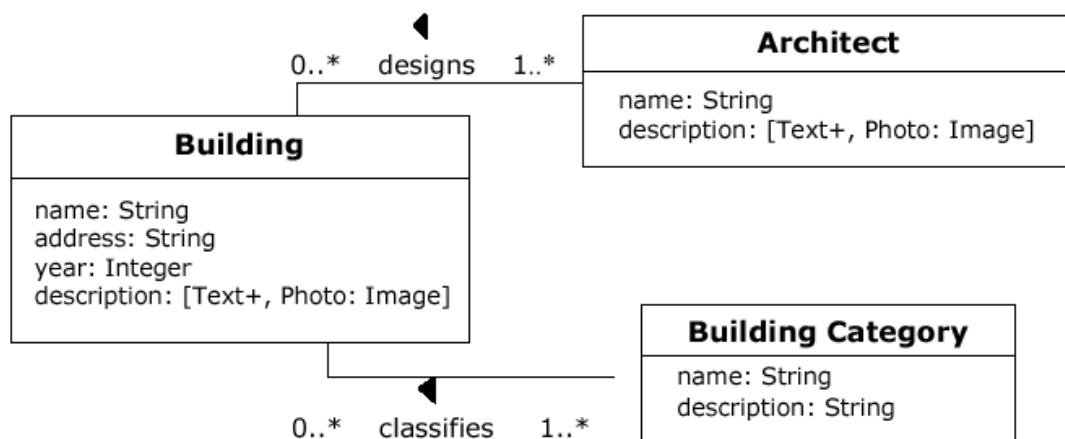 0..* designs 1..*
Architect
name: String
description: [Text+, Photo: Image]
Building
name: String
address: String
year: Integer
description: [Text+, Photo: Image]
Building Category
name: String
description: String
0..* classifies 1..*